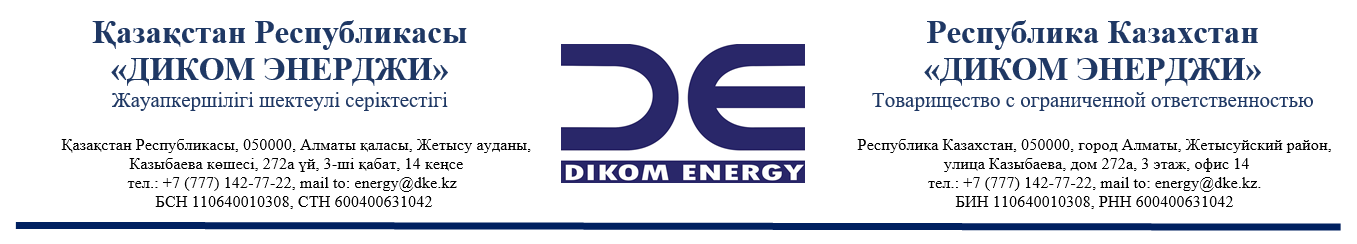 Қазақстан Республикасы
«ДИКОМ ЭНЕРДЖИ»
Жауапкершілігі шектеулі серіктестігі
Қазақстан Республикасы, 050000, Алматы қаласы, Жетысу ауданы,
Казыбаева көшесі, 272а үй, 3-ші қабат, 14 кеңсе
тел.: +7 (777) 142-77-22, mail to: energy@dke.kz
БСН 110640010308, СТН 600400631042
DE
DIKOM ENERGY
Республика Казахстан
«ДИКОМ ЭНЕРДЖИ»
Товарищество с ограниченной ответственностью
Республика Казахстан, 050000, город Алматы, Жетысуйский район,
улица Казыбаева, дом 272а, 3 этаж, офис 14
тел.: +7 (777) 142-77-22, mail to: energy@dke.kz.
БИН 110640010308, РНН 600400631042